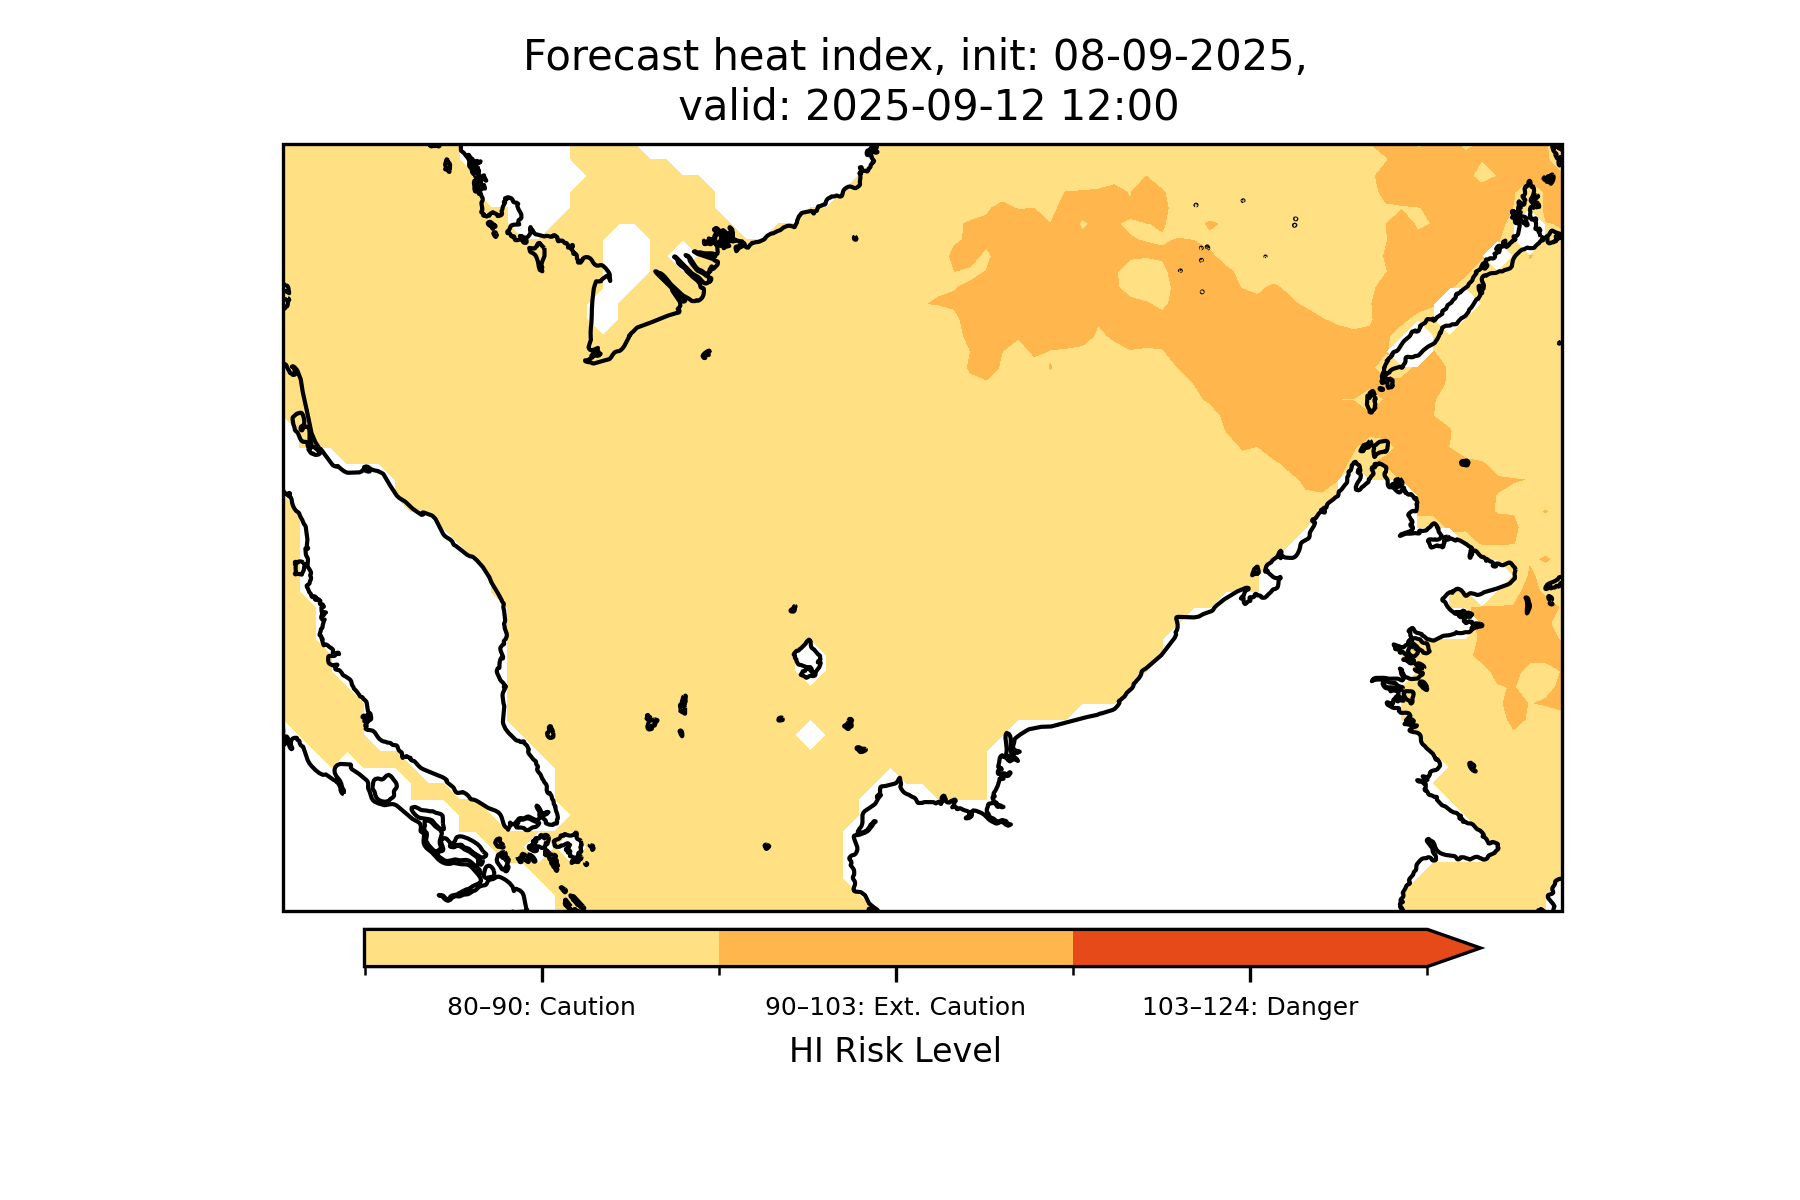 Forecast heat index, init: 08-09-2025,
valid: 2025-09-12 12:00
80–90: Caution
90–103: Ext. Caution
103–124: Danger
HI Risk Level